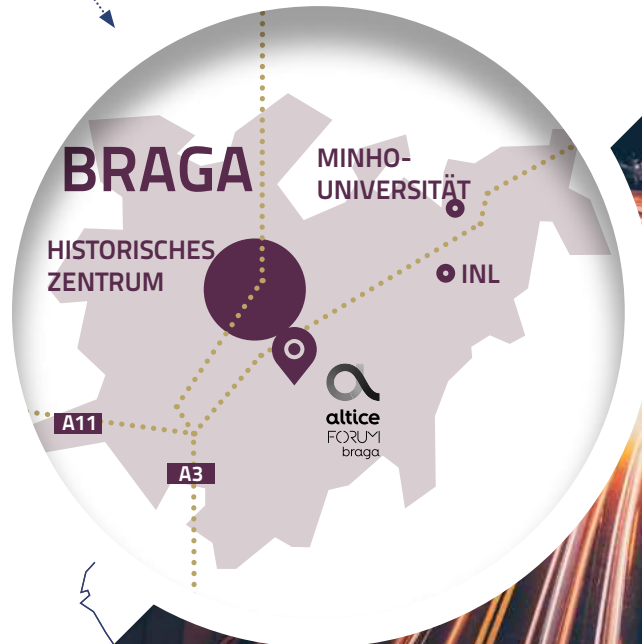 BRAGA
MINHO-
UNIVERSITÄT
HISTORISCHES
ZENTRUM
INL
altice
FORUM
braga
A11
A3